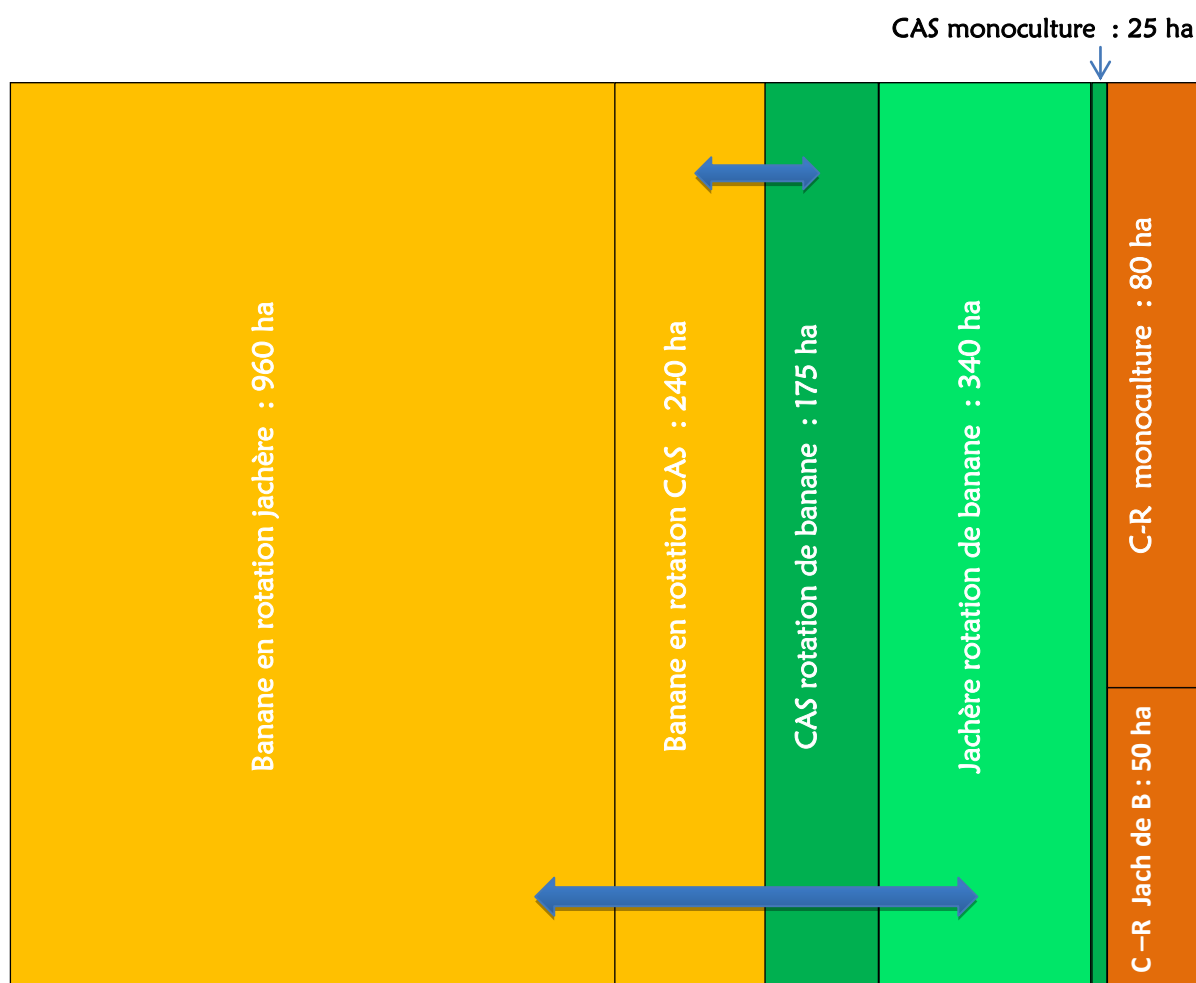 CAS monoculture : 25 ha
Banane en rotation jachère : 960 ha
Banane en rotation CAS : 240 ha
CAS rotation de banane : 175 ha
Jachère rotation de banane : 340 ha
C-R monoculture : 80 ha
C –R Jach de B : 50 ha